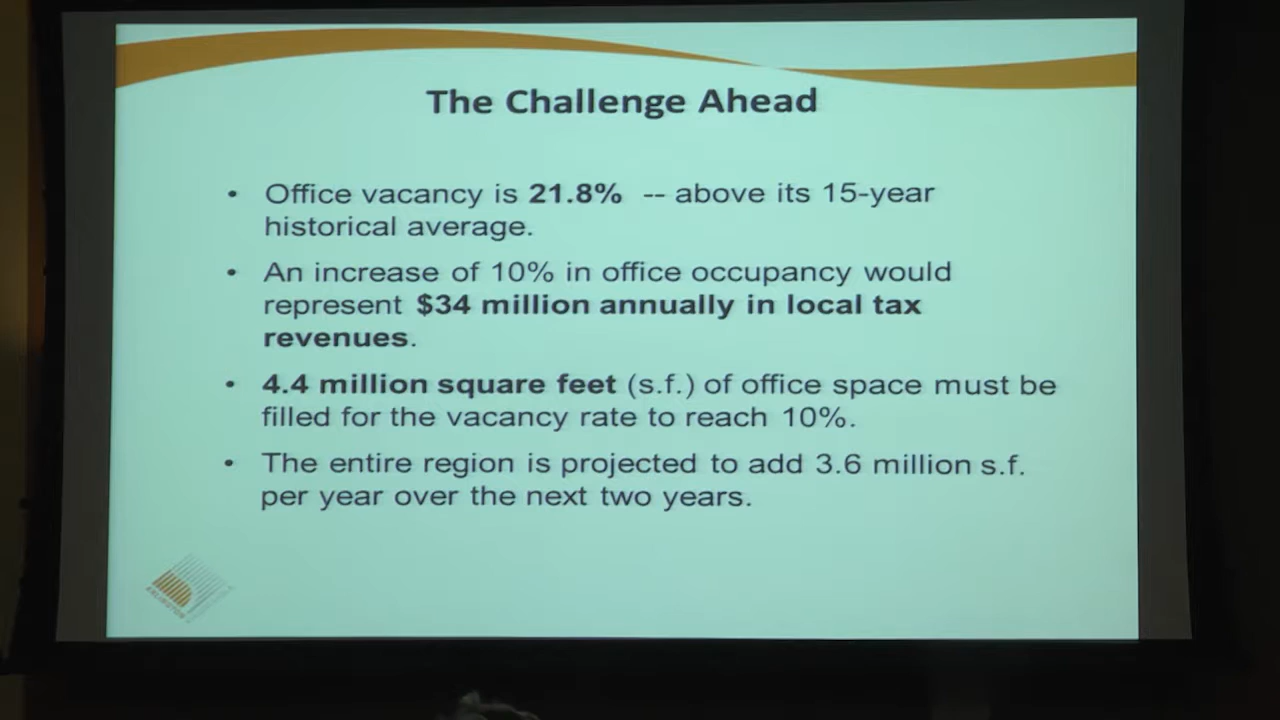 The Challenge Ahead
• Office vacancy is 21.8% -- above its 15-year
historical average.
• An increase of 10% in office occupancy would
represent $34 million annually in local tax
revenues.
• 4.4 million square feet (s.f.) of office space must be
filled for the vacancy rate to reach 10%.
• The entire region is projected to add 3.6 million s.f.
per year over the next two years.
ARLINGTON